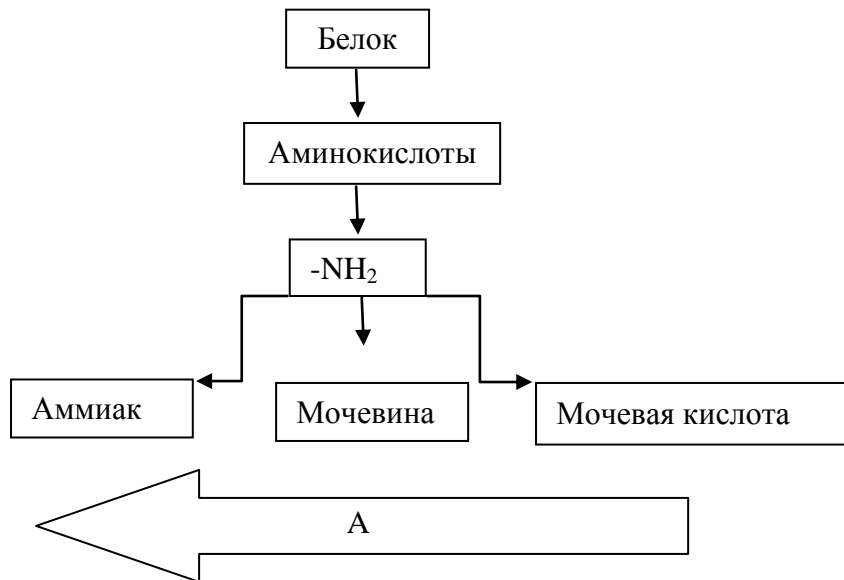 Белок
Аминокислоты
-NH₂
Аммиак
Мочевина
Мочевая кислота
А